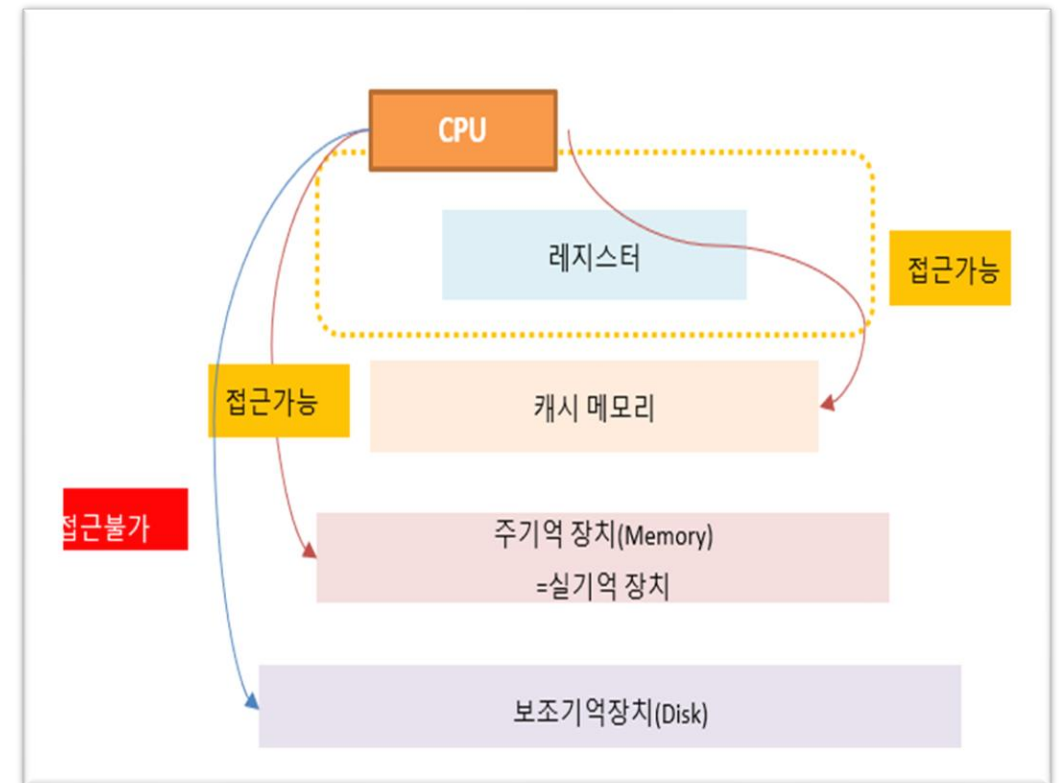 CPU
레지스터
접근가능
접근가능
캐시 메모리
접근불가
주기억 장치(Memory)
=실기억 장치
보조기억장치(Disk)